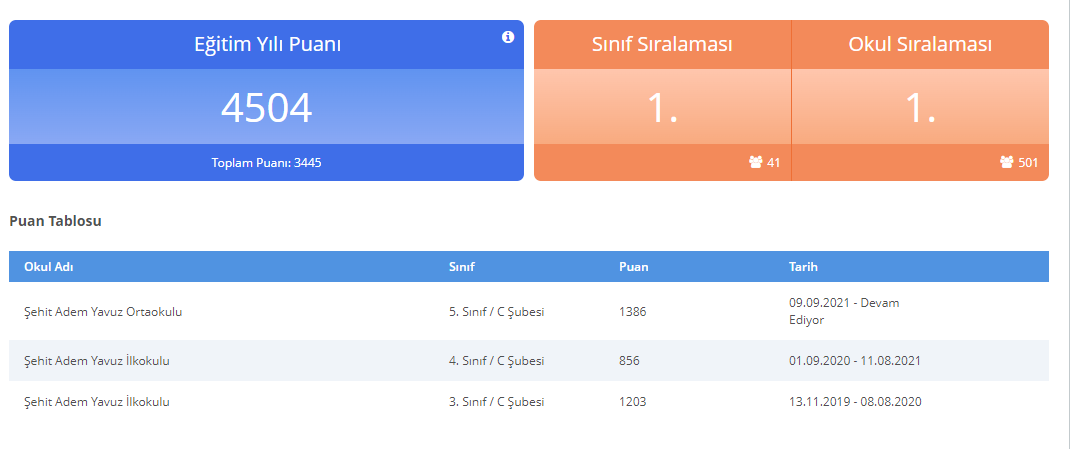 Eğitim Yılı Puanı
4504
Toplam Puanı: 3445
Sınıf Sıralaması
1.
41
Okul Sıralaması
1.
501
Puan Tablosu
Okul Adı Sınıf Puan Tarih
Şehit Adem Yavuz Ortaokulu 5. Sınıf / C Şubesi 1386 09.09.2021 - Devam
Ediyor
Şehit Adem Yavuz İlkokulu 4. Sınıf / C Şubesi 856 01.09.2020 - 11.08.2021
Şehit Adem Yavuz İlkokulu 3. Sınıf / C Şubesi 1203 13.11.2019 - 08.08.2020